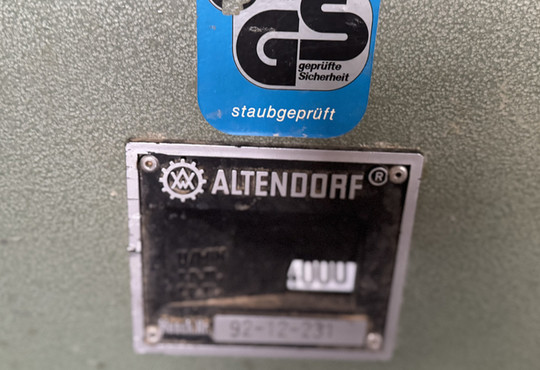 GS
geprüfte
Sicherheit
staubgeprüft
ALTENDORF®
4000
92-12-231